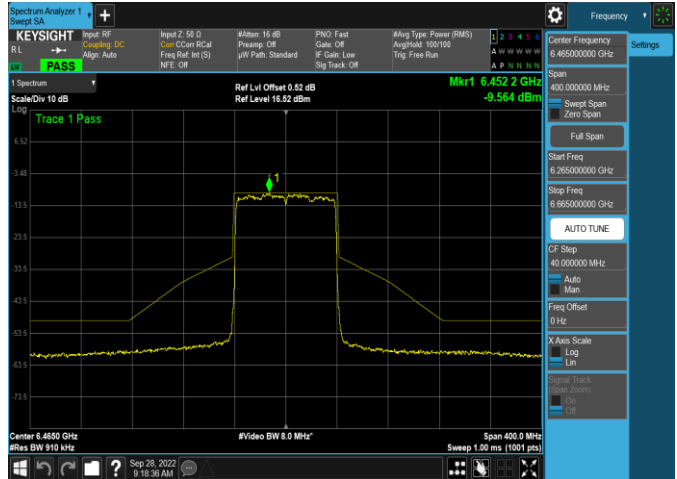 Spectrum Analyzer 1
Swept SA
Frequency
KEYSIGHT
RL
PASS
Input: RF
Coupling: DC
Align: Auto
Input Z: 50 Ω
Corr CCorr RCal
Freq Ref: Int (S)
NFE: Off
#Atten: 16 dB
Preamp: Off
µW Path: Standard
PNO: Fast
Gate: Off
IF Gain: Low
Sig Track: Off
#Avg Type: Power (RMS)
Avg|Hold: 100/100
Trig: Free Run
1 2 3 4 5 6
A W W W W W
A P N N N N
1 Spectrum
Scale/Div 10 dB
Ref Lvl Offset 0.52 dB
Ref Level 16.52 dBm
Mkr1 6.452 2 GHz
-9.564 dBm
Log
Trace 1 Pass
1
6.52
-3.48
-13.5
-23.5
-33.5
-43.5
-53.5
-63.5
-73.5
Center 6.4650 GHz
#Res BW 910 kHz
#Video BW 8.0 MHz*
Span 400.0 MHz
Sweep 1.00 ms (1001 pts)
Sep 28, 2022
9:18:36 AM
Center Frequency
6.465000000 GHz
Span
400.000000 MHz
Swept Span
Zero Span
Full Span
Start Freq
6.265000000 GHz
Stop Freq
6.665000000 GHz
AUTO TUNE
CF Step
40.000000 MHz
Auto
Man
Freq Offset
0 Hz
X Axis Scale
Log
Lin
Signal Track
(Span Zoom)
On
Off
Settings